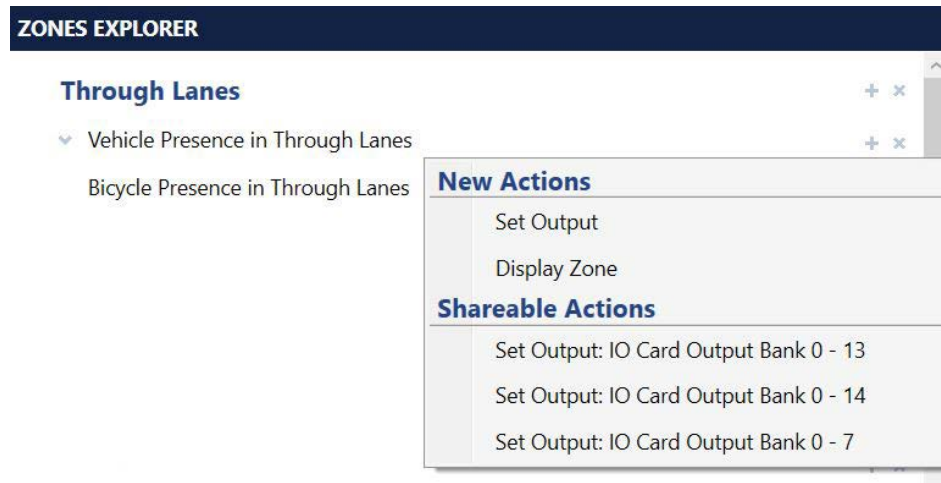 ZONES EXPLORER
Through Lanes
Vehicle Presence in Through Lanes
Bicycle Presence in Through Lanes
New Actions
Set Output
Display Zone
Shareable Actions
Set Output: IO Card Output Bank 0 - 13
Set Output: IO Card Output Bank 0 - 14
Set Output: IO Card Output Bank 0 - 7